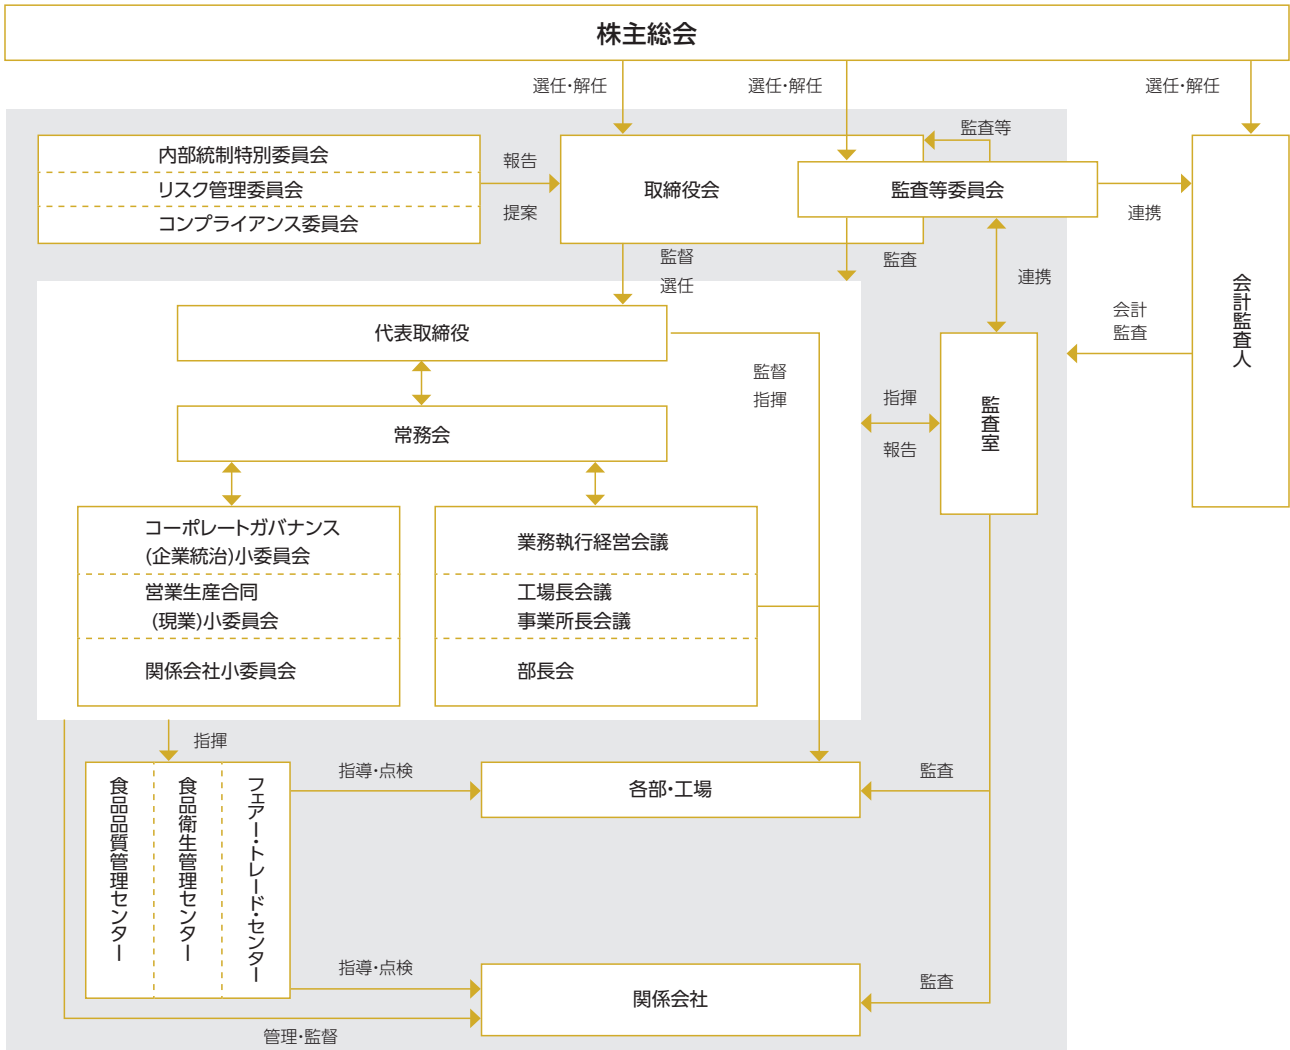 株主総会
選任・解任
選任・解任
選任・解任
監査等
内部統制特別委員会
リスク管理委員会
コンプライアンス委員会
報告
提案
取締役会
監査等委員会
連携
監督
選任
監査
連携
会計
監査
会計監査人
代表取締役
監督
指揮
常務会
指揮
報告
監査室
コーポレートガバナンス
(企業統治)小委員会
営業生産合同
(現業)小委員会
関係会社小委員会
業務執行経営会議
工場長会議
事業所長会議
部長会
指揮
食品品質管理センター
食品衛生管理センター
フェアー・トレード・センター
指導・点検
各部・工場
監査
指導・点検
関係会社
監査
管理・監督